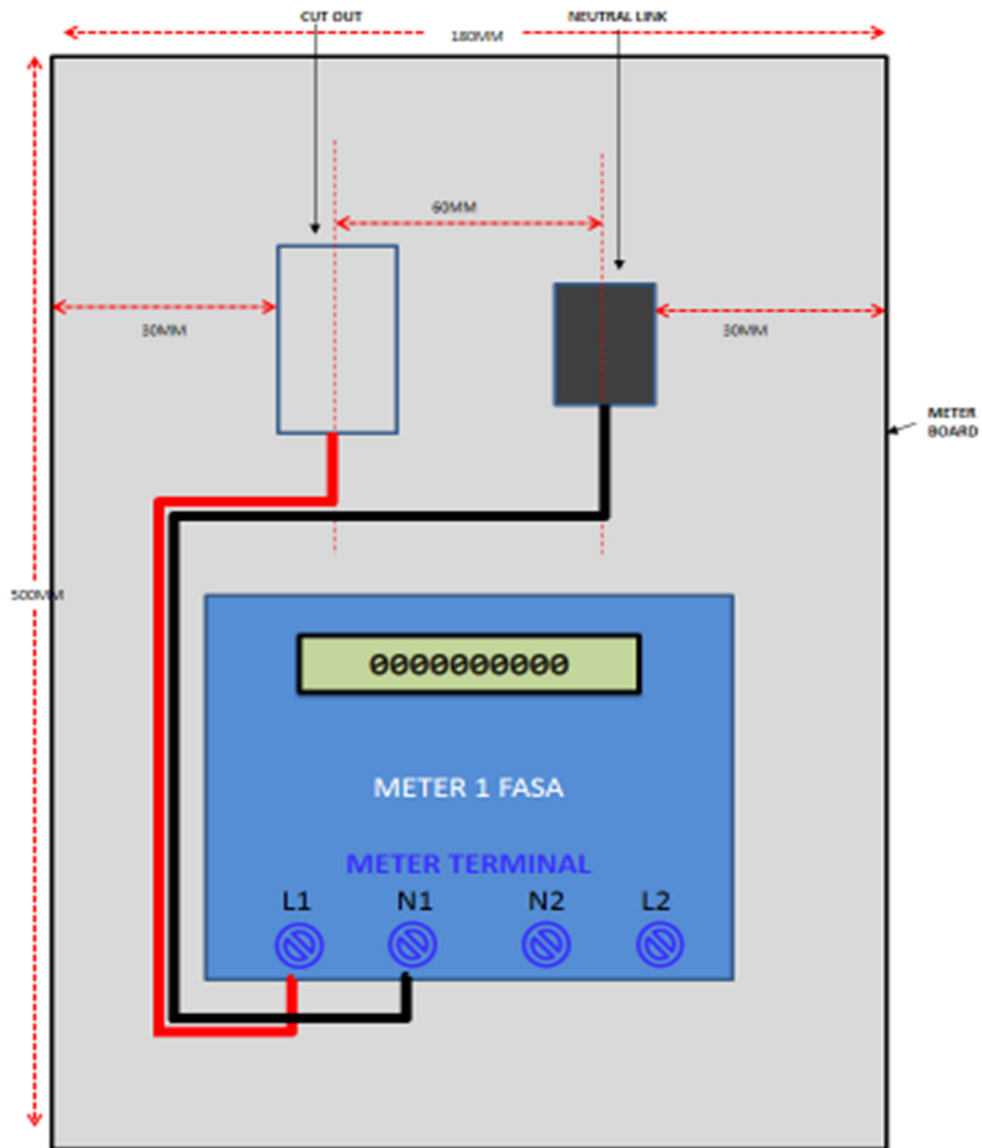 CUT OUT
NEUTRAL LINK
180MM
60MM
30MM
30MM
METER
BOARD
500MM
0000000000
METER 1 FASA
METER TERMINAL
L1
N1
N2
L2